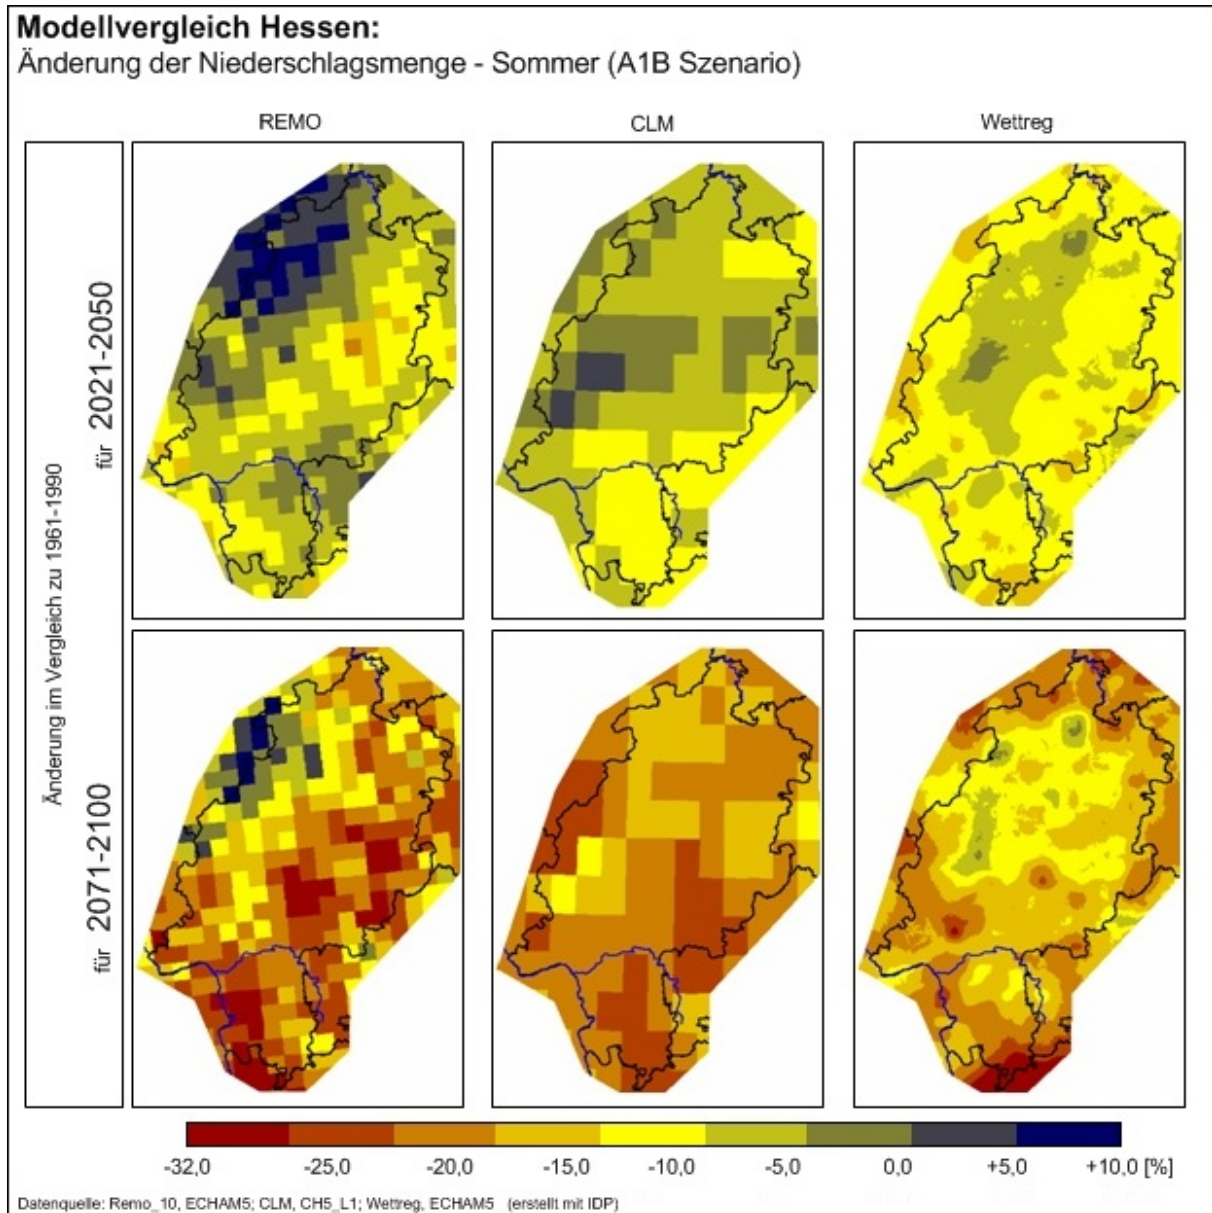 Modellvergleich Hessen:
Änderung der Niederschlagsmenge - Sommer (A1B Szenario)
REMO
CLM
Wettreg
Änderung im Vergleich zu 1961-1990
für 2021-2050
für 2071-2100
-32,0
-25,0
-20,0
-15,0
-10,0
-5,0
0,0
+5,0
+10,0 [%]
Datenquelle: Remo_10, ECHAM5; CLM, CH5_L1; Wettreg, ECHAM5 (erstellt mit IDP)